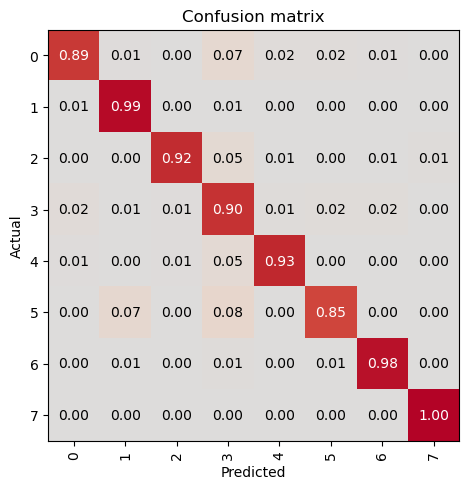 Confusion matrix
0 0.89 0.01 0.00 0.07 0.02 0.02 0.01 0.00
1 0.01 0.99 0.00 0.01 0.00 0.00 0.00 0.00
2 0.00 0.00 0.92 0.05 0.01 0.00 0.01 0.01
3 0.02 0.01 0.01 0.90 0.01 0.02 0.02 0.00
4 0.01 0.00 0.01 0.05 0.93 0.00 0.00 0.00
5 0.00 0.07 0.00 0.08 0.00 0.85 0.00 0.00
6 0.00 0.01 0.00 0.01 0.00 0.01 0.98 0.00
7 0.00 0.00 0.00 0.00 0.00 0.00 0.00 1.00
Actual
0 1 2 3 4 5 6 7
Predicted